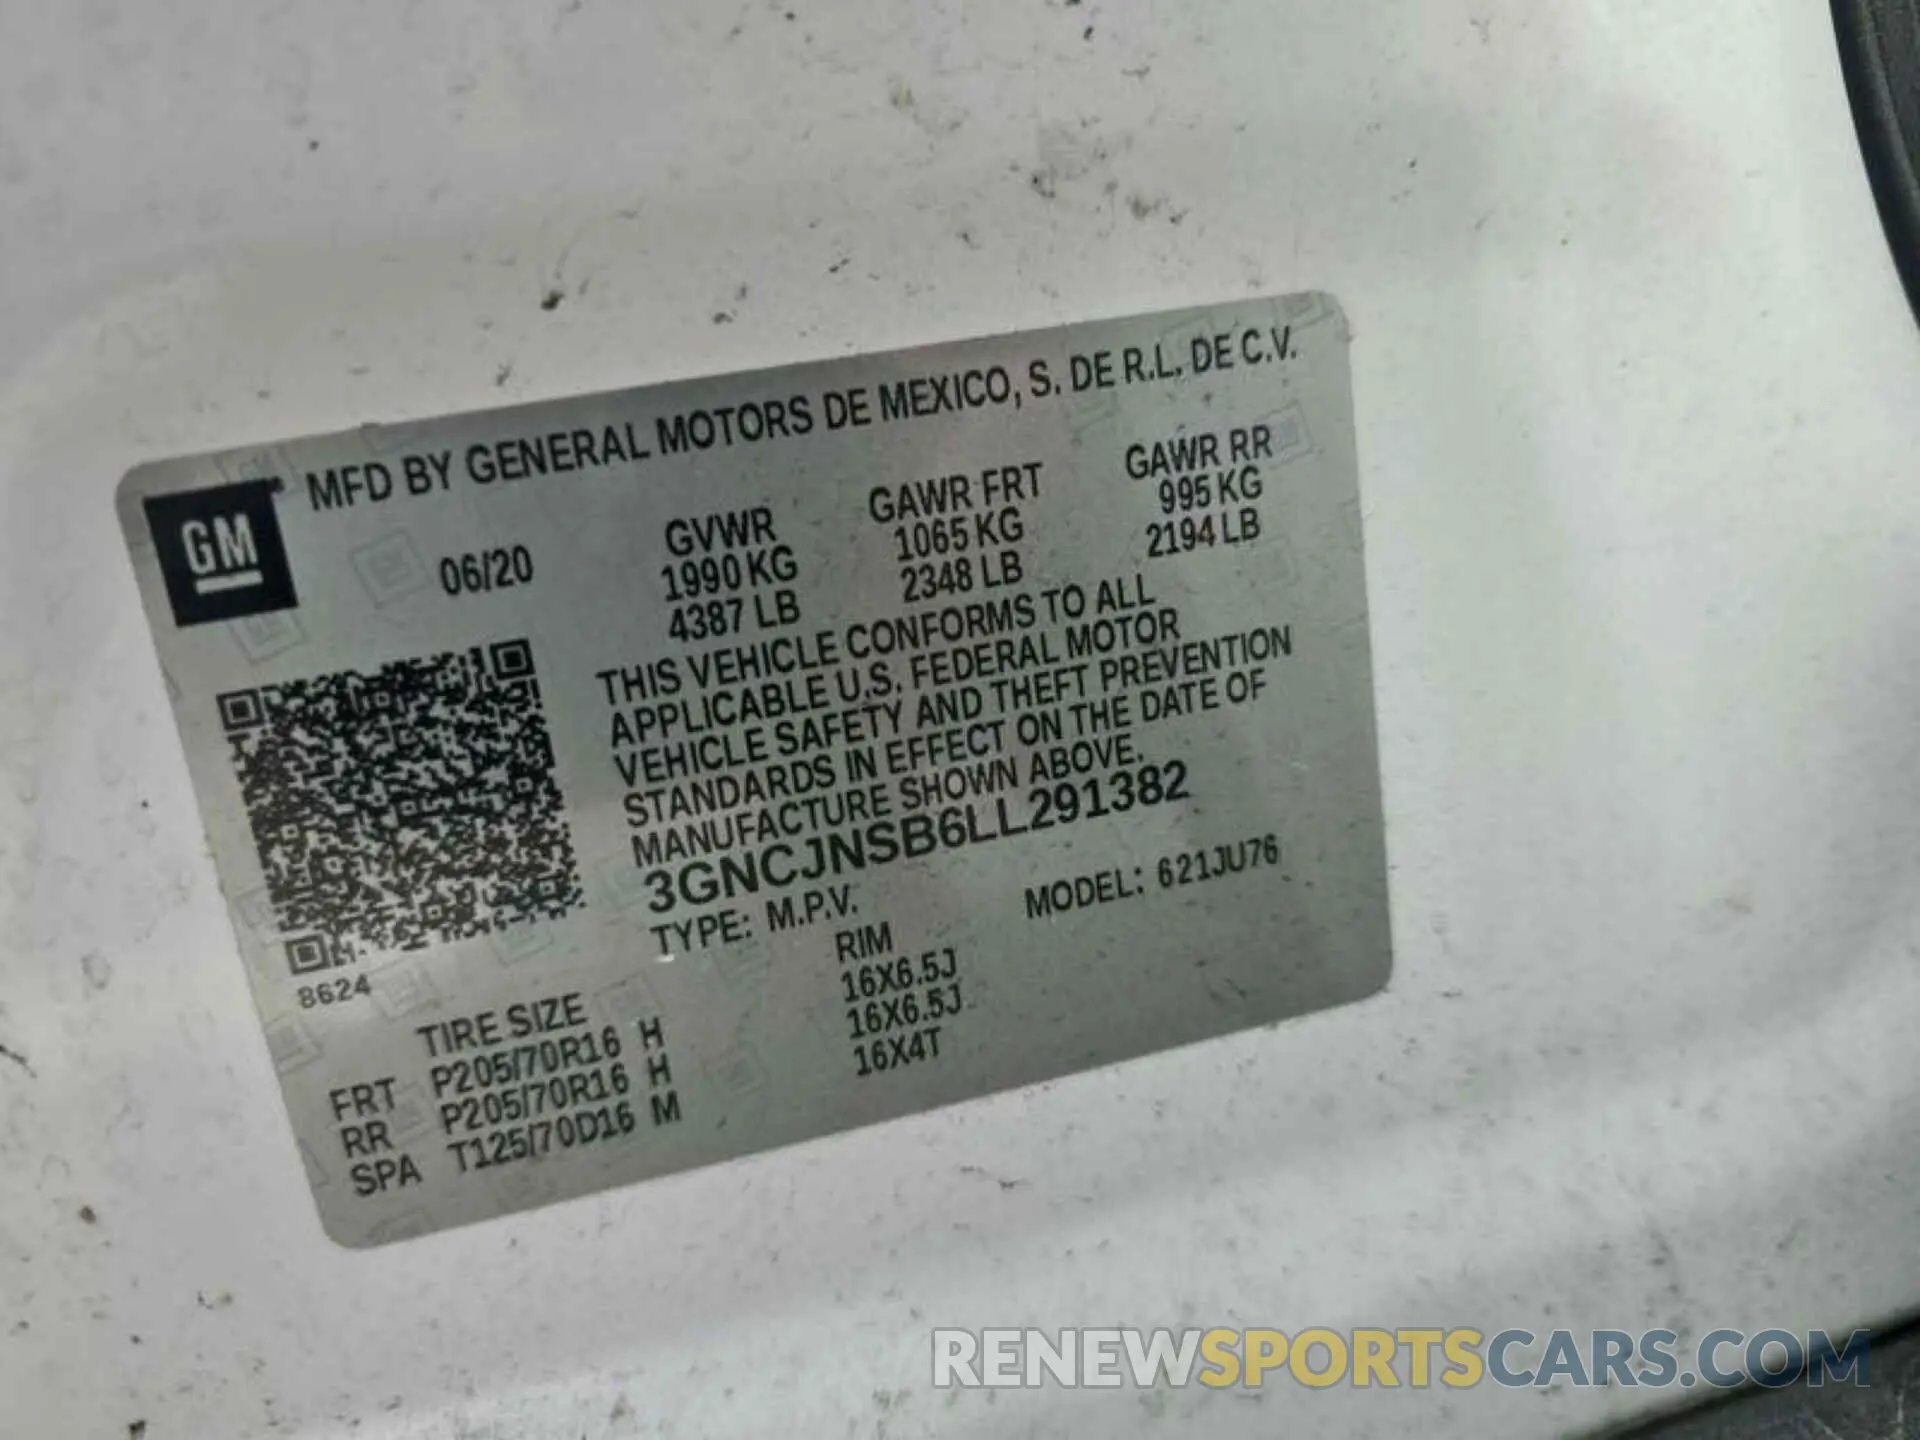 MFD BY GENERAL MOTORS DE MEXICO, S. DE R.L. DE C.V.
GM
06/20
GVWR
1990 KG
4387 LB
GAWR FRT
1065 KG
2348 LB
GAWR RR
995 KG
2194 LB
THIS VEHICLE CONFORMS TO ALL
APPLICABLE U.S. FEDERAL MOTOR
VEHICLE SAFETY AND THEFT PREVENTION
STANDARDS IN EFFECT ON THE DATE OF
MANUFACTURE SHOWN ABOVE.
3GNCJNSB6LL291382
TYPE: M.P.V.
MODEL: 621JU76
8624
TIRE SIZE RIM
FRT P205/70R16 H 16X6.5J
RR P205/70R16 H 16X6.5J
SPA T125/70D16 M 16X4T
RENEWSPORTSCARS.COM